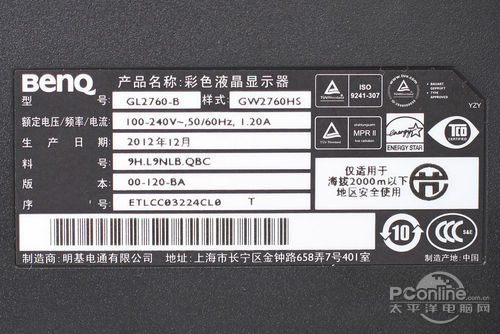 BenQ 产品名称: 彩色液晶显示器
型号: GL2760-B 样式: GW2760HS
额定电压/频率/电流: 100-240V~,50/60Hz, 1.20A
生产日期: 2012年12月
料号: 9H.L9NLB.QBC
版本: 00-120-BA
序号: ETLCC03224CL0 T
ISO
9241-307
MPR II
ENERGY STAR
TCO
YZY
仅适用于
海拔2000m以下
地区安全使用
10
CCC
S&E
制造商: 明基电通有限公司 地址: 上海市长宁区金钟路658弄7号401室 生产地: 中国
PConline.com.cn
太平洋电脑网